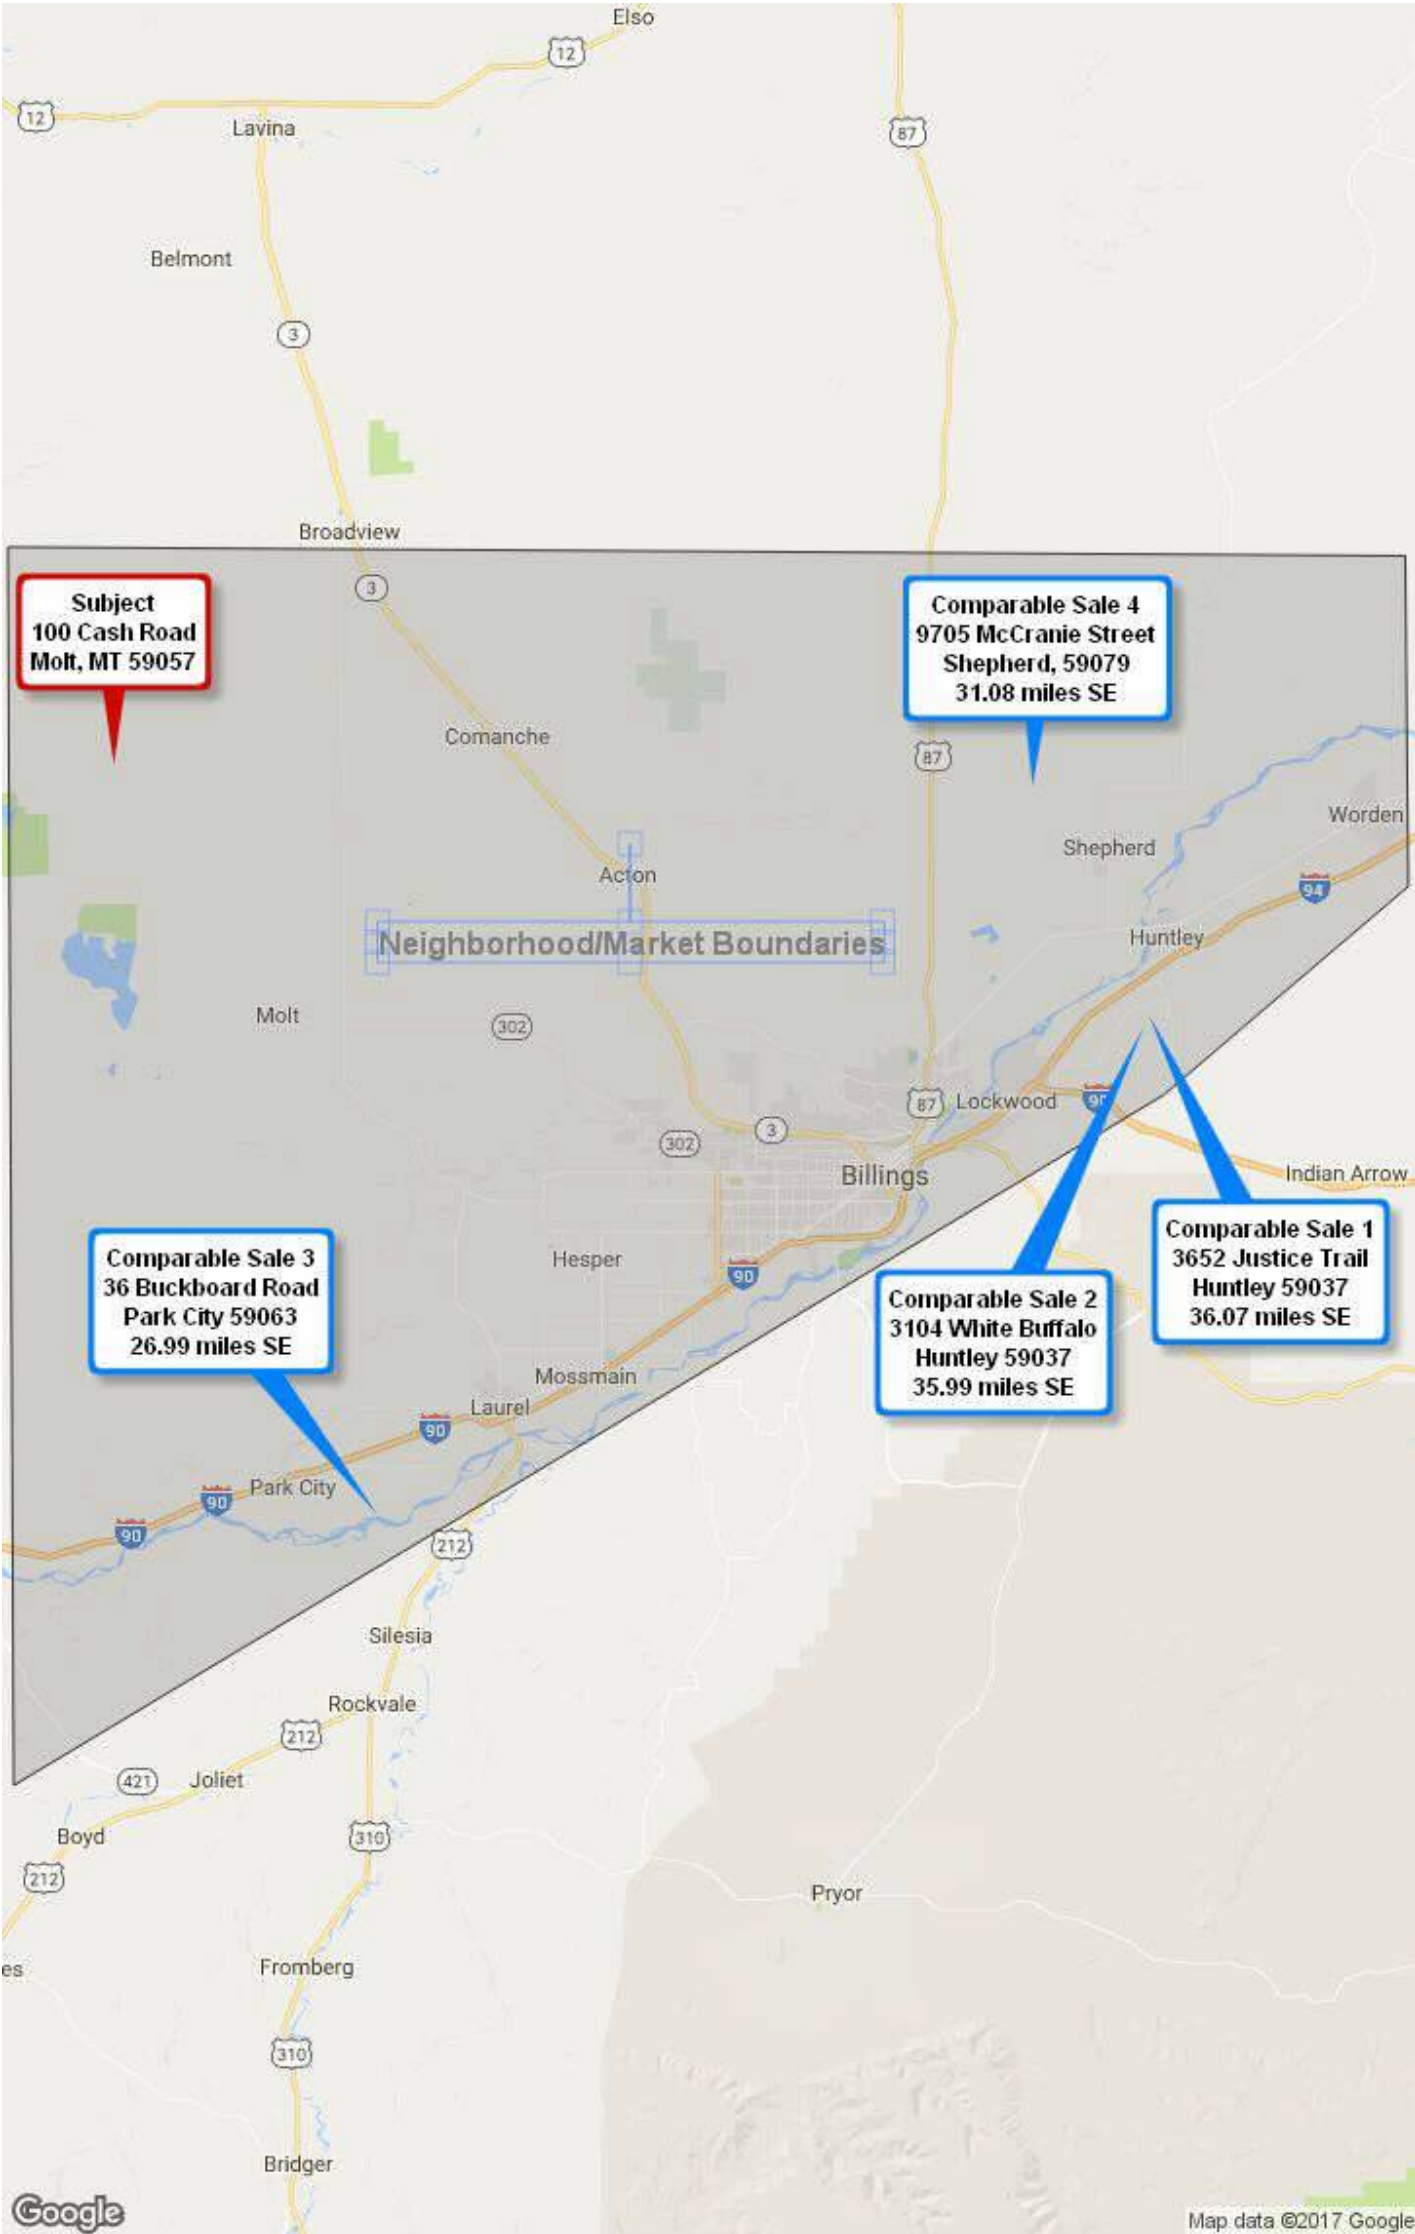 Elso
12
12
Lavina
87
Belmont
3
Broadview
3
Subject
100 Cash Road
Molt, MT 59057
Comparable Sale 4
9705 McCranie Street
Shepherd, 59079
31.08 miles SE
Comanche
87
Worden
Shepherd
Acton
94
Huntley
Neighborhood/Market Boundaries
Molt
302
87
Lockwood
90
302
3
Billings
Indian Arrow
Comparable Sale 1
3652 Justice Trail
Huntley 59037
36.07 miles SE
Comparable Sale 3
36 Buckboard Road
Park City 59063
26.99 miles SE
Hesper
90
Comparable Sale 2
3104 White Buffalo
Huntley 59037
35.99 miles SE
Mossmain
Laurel
90
Park City
90
90
212
Silesia
Rockvale
212
421
Joliet
Boyd
310
212
Pryor
es
Fromberg
310
Bridger
Google
Map data ©2017 Google